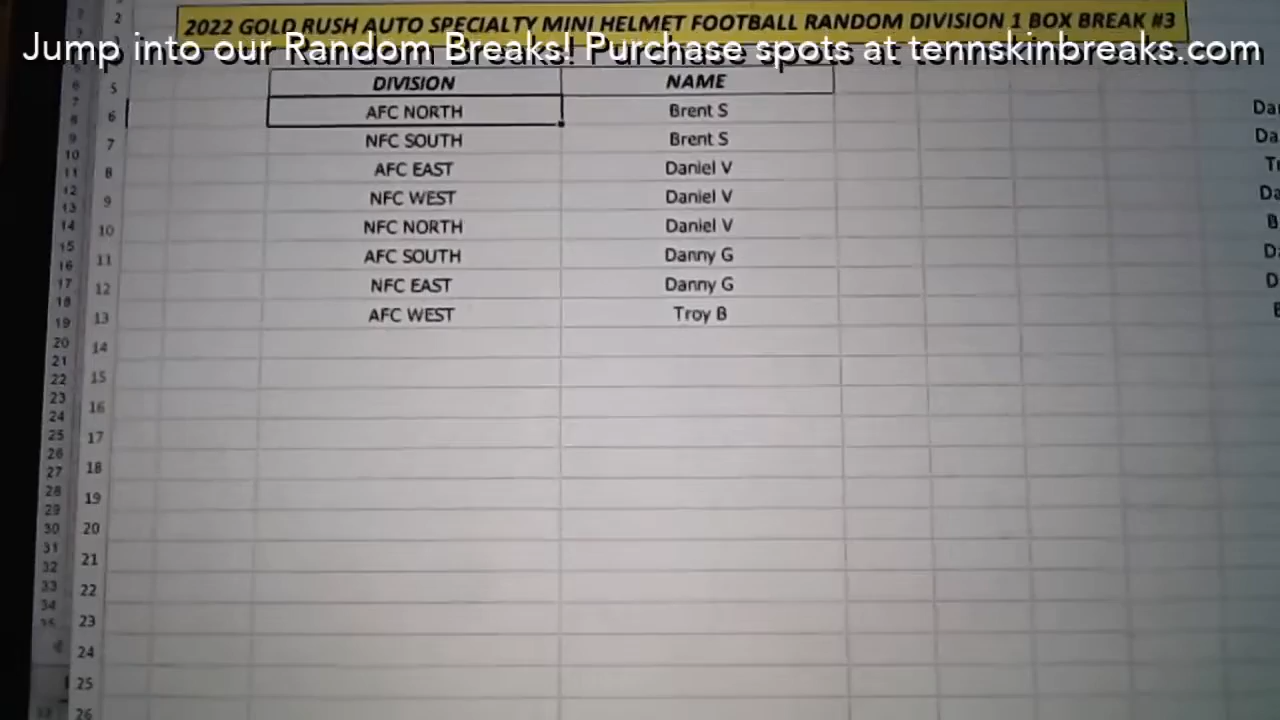 2022 GOLD RUSH AUTO SPECIALTY MINI HELMET FOOTBALL RANDOM DIVISION 1 BOX BREAK #3
Jump into our Random Breaks! Purchase spots at tennskinbreaks.com
DIVISION NAME
AFC NORTH Brent S
NFC SOUTH Brent S
AFC EAST Daniel V
NFC WEST Daniel V
NFC NORTH Daniel V
AFC SOUTH Danny G
NFC EAST Danny G
AFC WEST Troy B